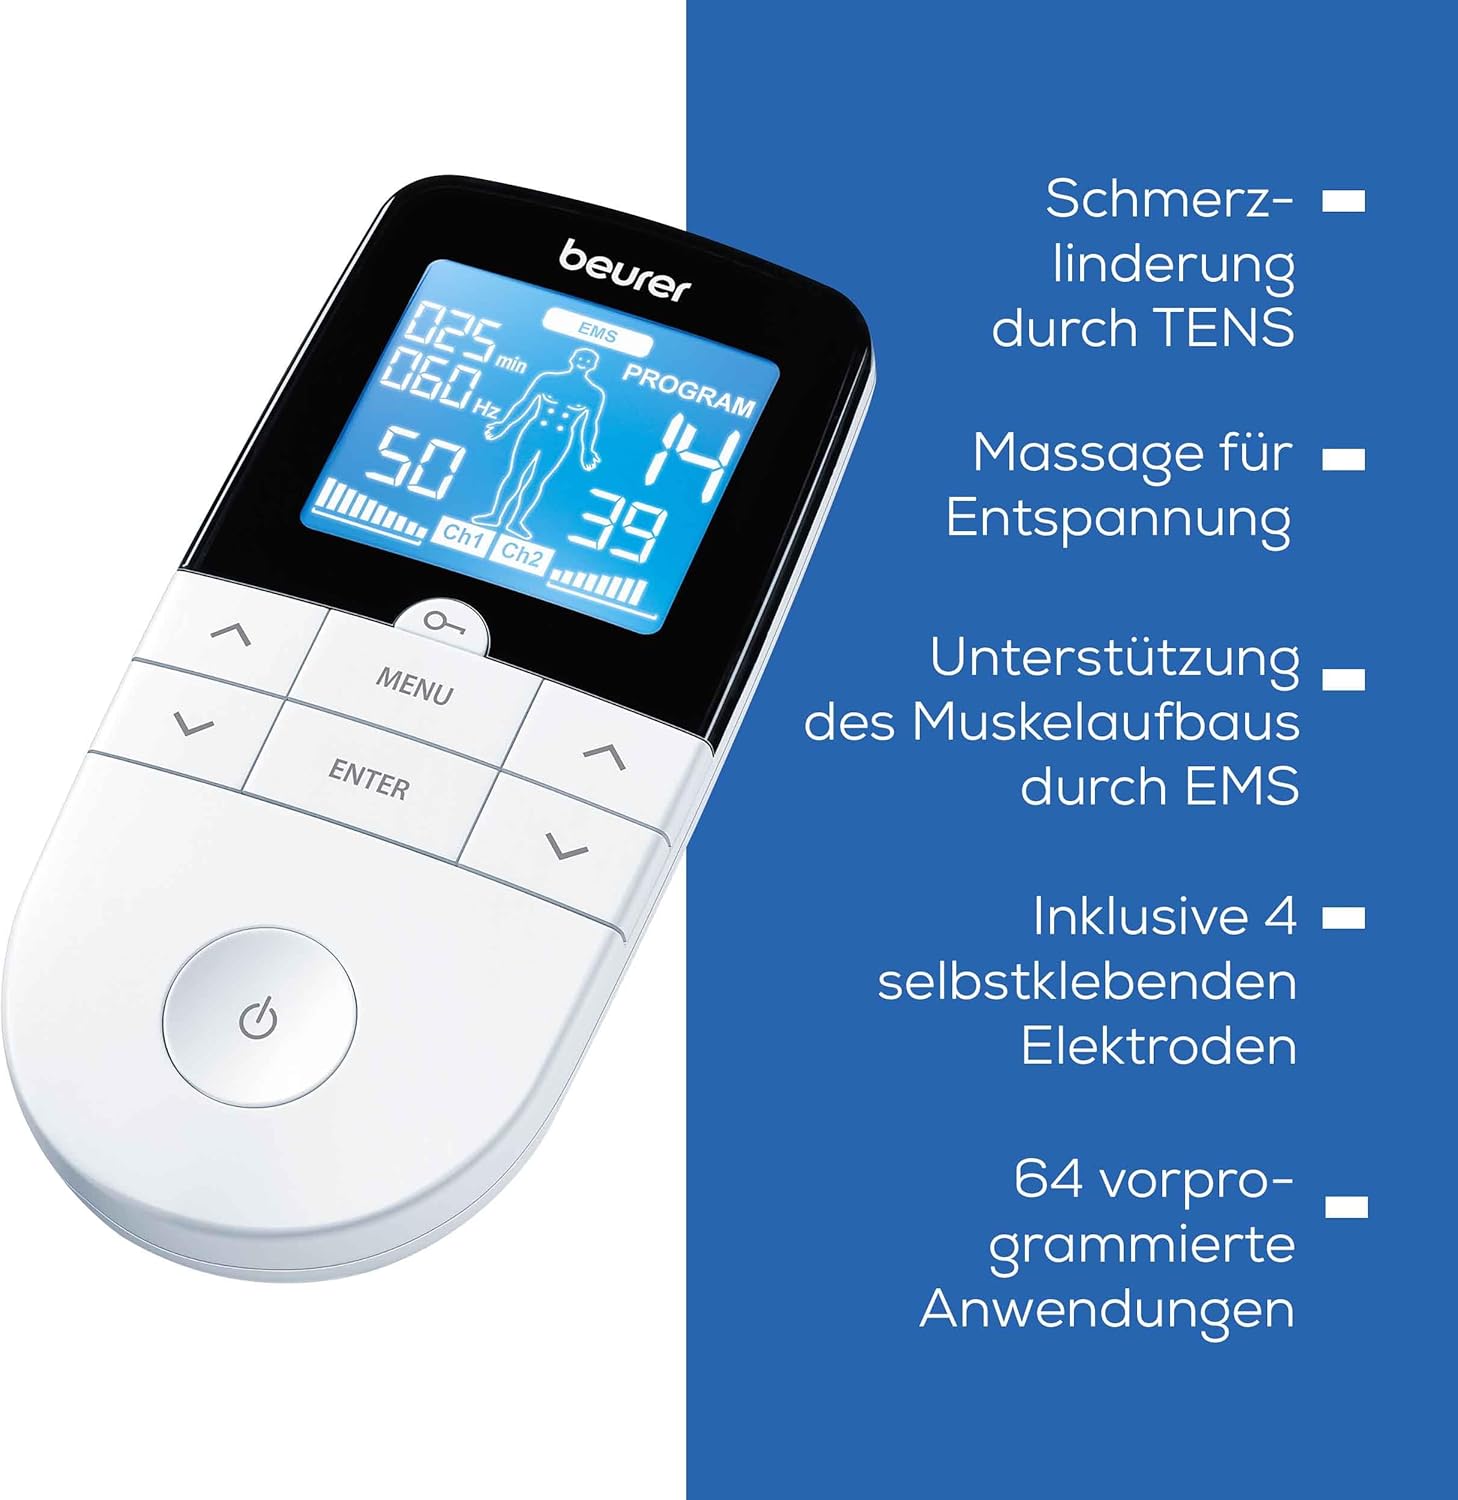 beurer
EMS
025 min
060 Hz
PROGRAM
14
50
39
Ch1 Ch2
MENU
ENTER
Schmerz-
linderung
durch TENS
Massage für
Entspannung
Unterstützung
des Muskelaufbaus
durch EMS
Inklusive 4
selbstklebenden
Elektroden
64 vorpro-
grammierte
Anwendungen